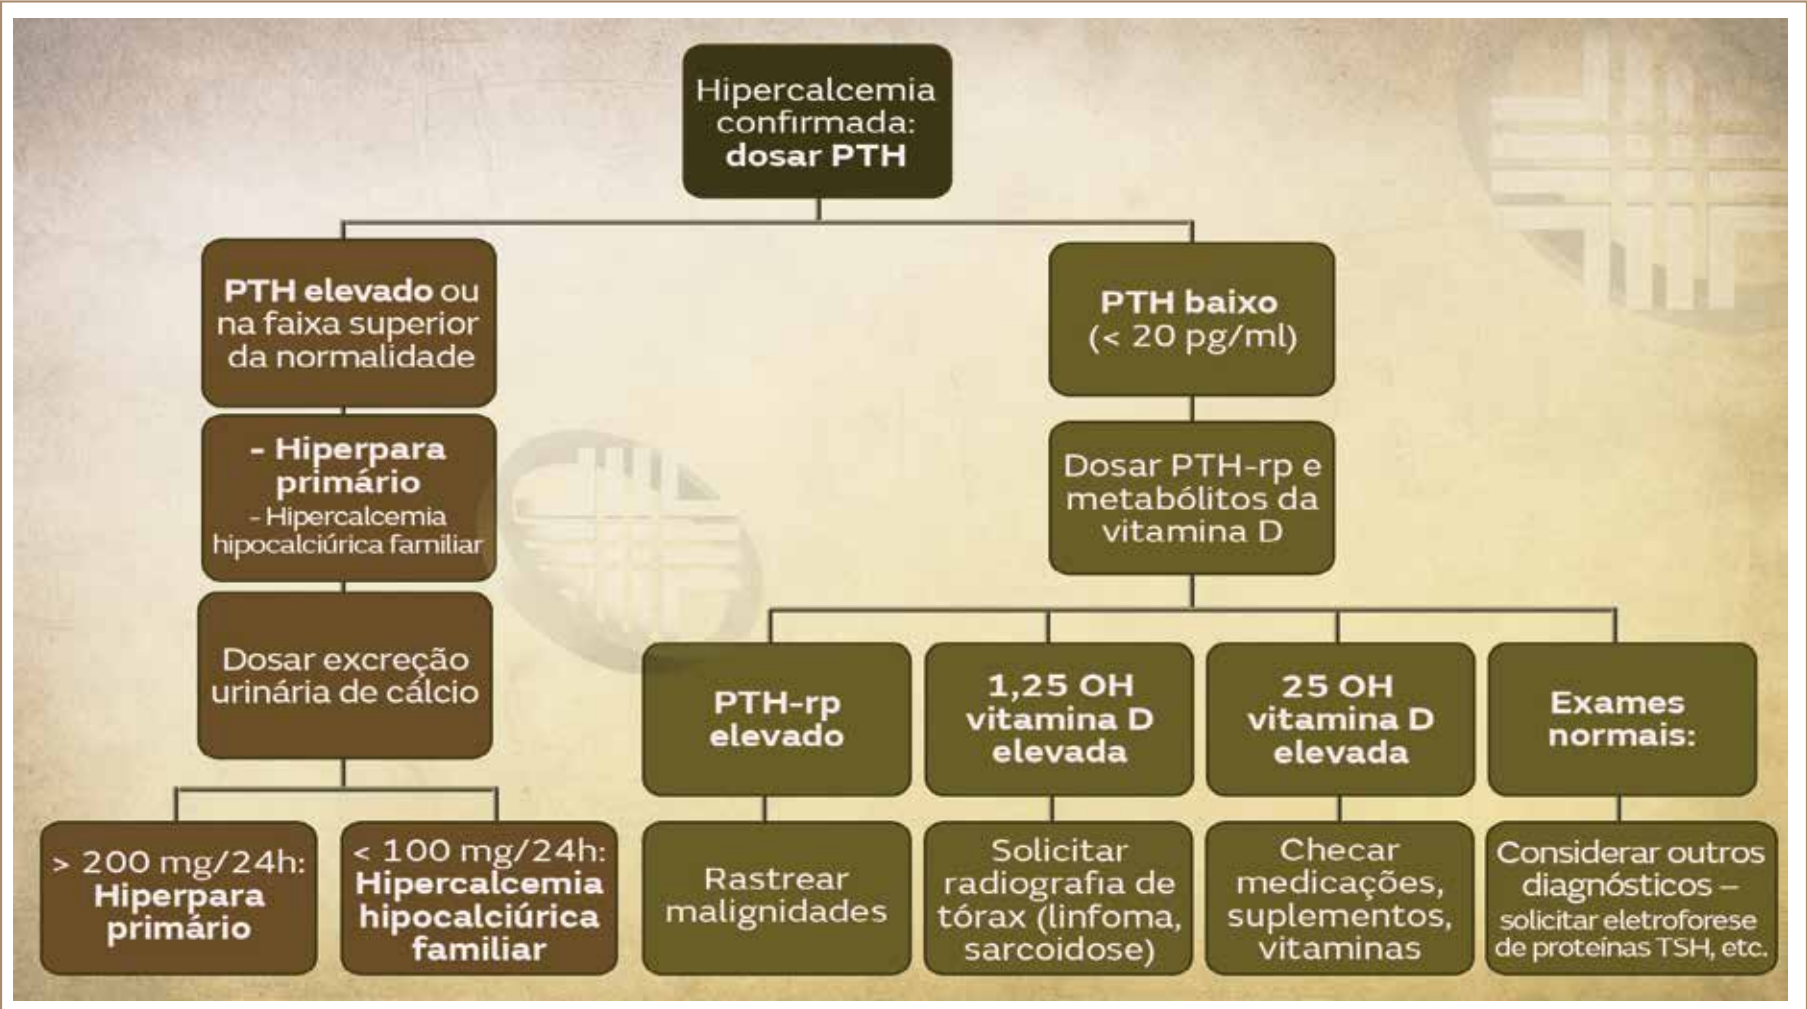 Hipercalcemia
confirmada:
dosar PTH
PTH elevado ou
na faixa superior
da normalidade
PTH baixo
(< 20 pg/ml)
- Hiperpara
primário
- Hipercalcemia
hipocalciúrica familiar
Dosar PTH-rp e
metabólitos da
vitamina D
Dosar excreção
urinária de cálcio
PTH-rp
elevado
1,25 OH
vitamina D
elevada
25 OH
vitamina D
elevada
Exames
normais:
> 200 mg/24h:
Hiperpara
primário
< 100 mg/24h:
Hipercalcemia
hipocalciúrica
familiar
Rastrear
malignidades
Solicitar
radiografia de
tórax (linfoma,
sarcoidose)
Checar
medicações,
suplementos,
vitaminas
Considerar outros
diagnósticos –
solicitar eletroforese
de proteínas TSH, etc.